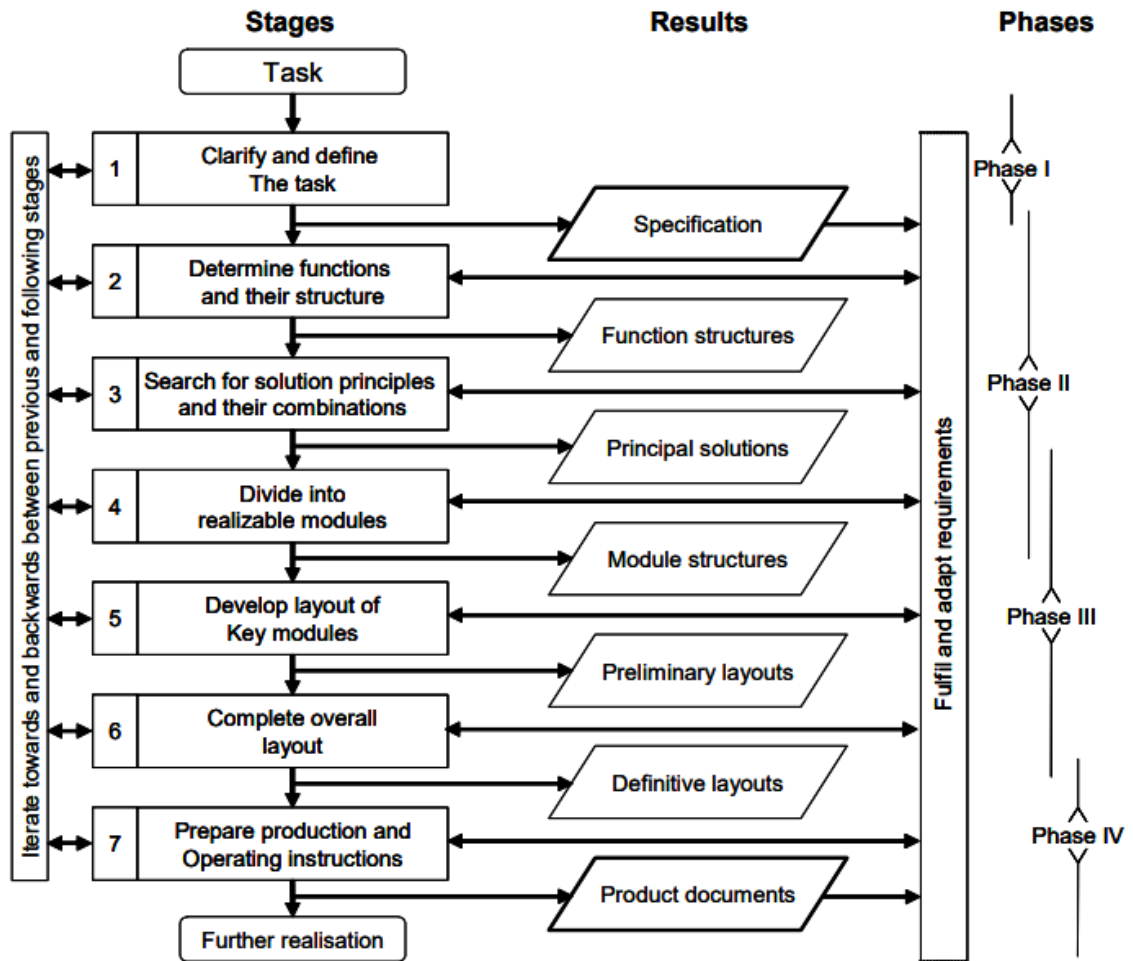 Stages
Results
Phases
Task
Iterate towards and backwards between previous and following stages
1
Clarify and define
The task
Phase I
Specification
2
Determine functions
and their structure
Function structures
3
Search for solution principles
and their combinations
Phase II
Principal solutions
4
Divide into
realizable modules
Module structures
5
Develop layout of
Key modules
Phase III
Preliminary layouts
6
Complete overall
layout
Definitive layouts
7
Prepare production and
Operating instructions
Phase IV
Product documents
Further realisation
Fulfil and adapt requirements